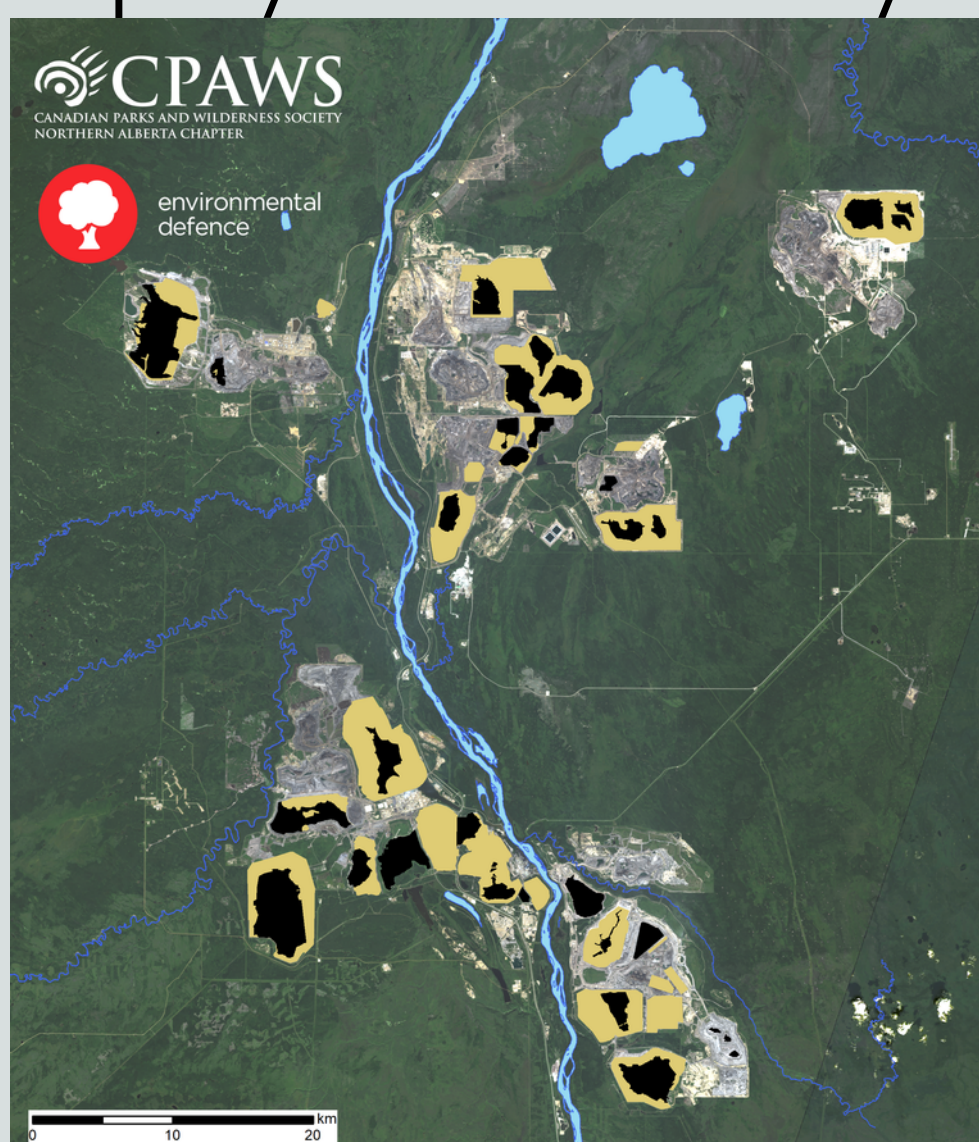 CPAWS
CANADIAN PARKS AND WILDERNESS SOCIETY
NORTHERN ALBERTA CHAPTER
environmental
defence
km
0 10 20